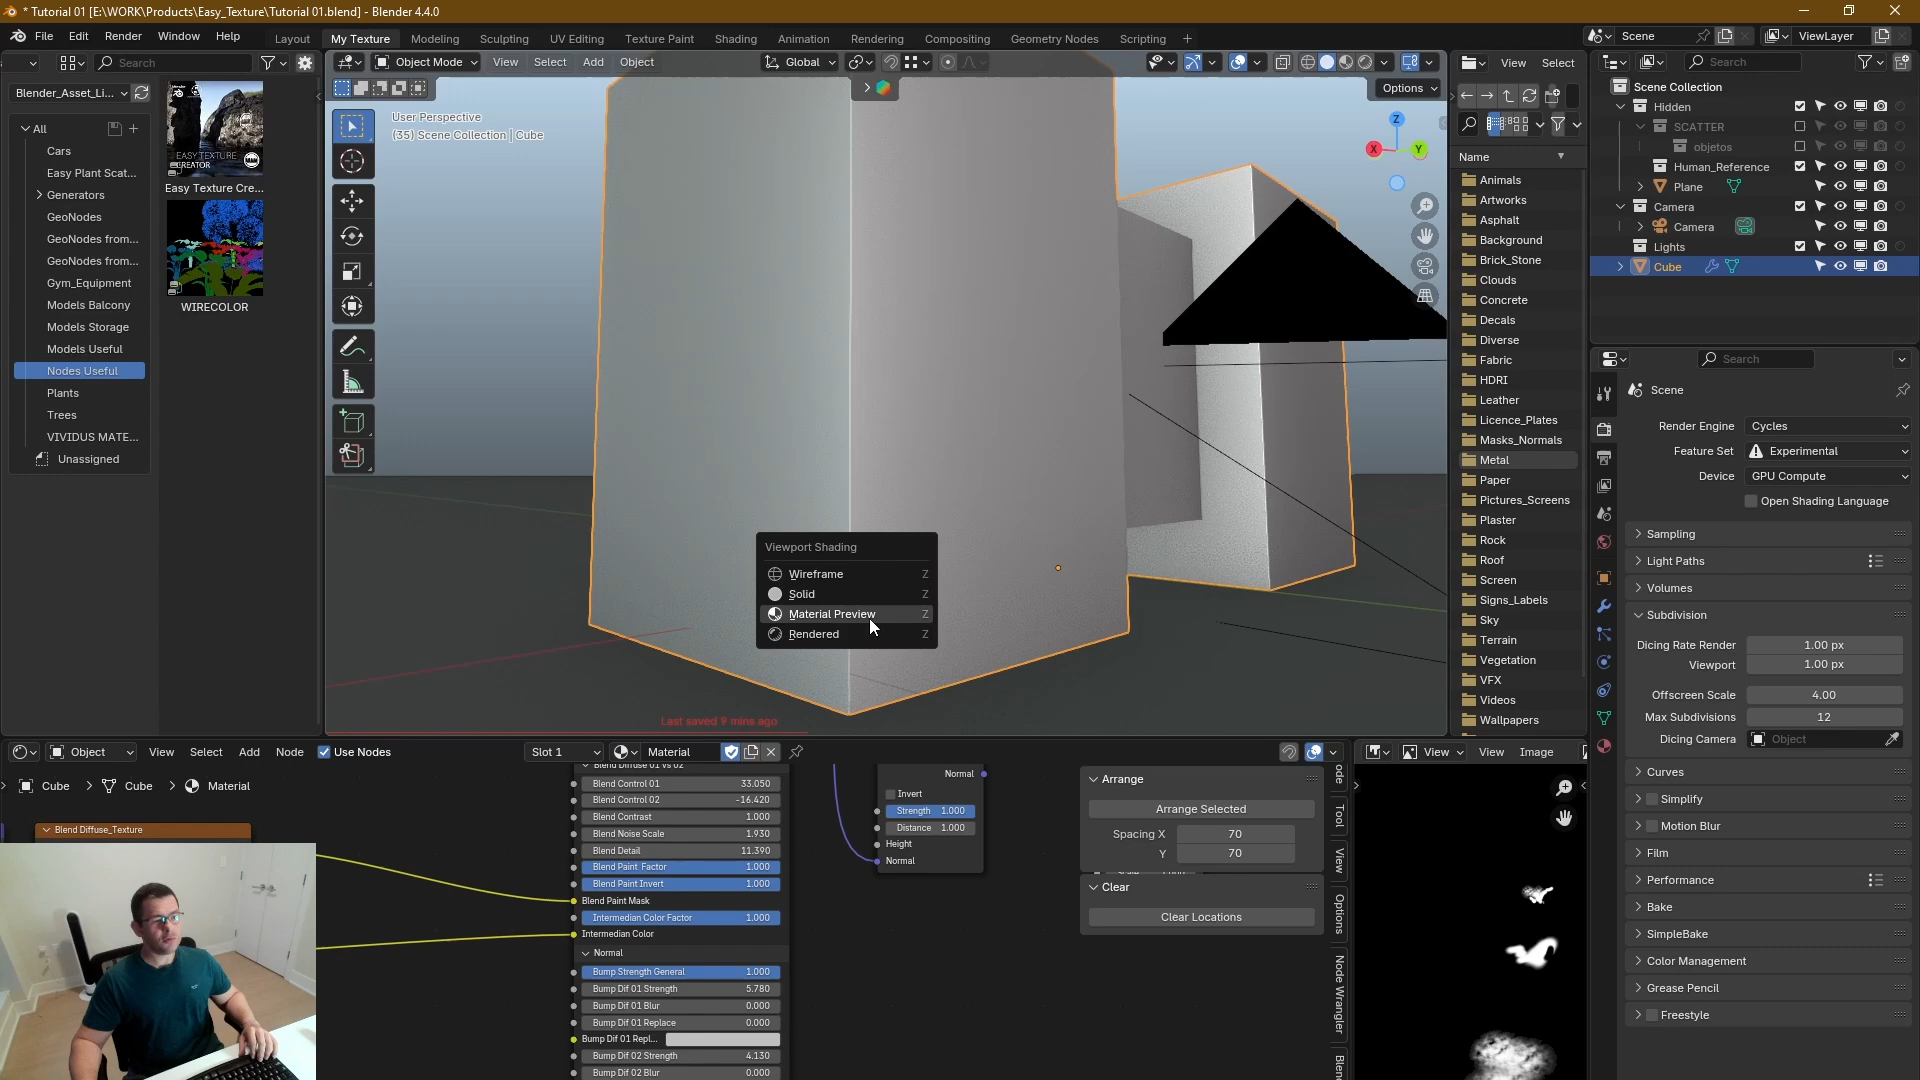 * Tutorial 01 [E:\WORK\Products\Easy_Texture\Tutorial 01.blend] - Blender 4.4.0
File Edit Render Window Help
Layout My Texture Modeling Sculpting UV Editing Texture Paint Shading Animation Rendering Compositing Geometry Nodes Scripting +
Scene
ViewLayer
Search
Blender_Asset_Li...
All
Cars
Easy Plant Scat...
Generators
GeoNodes
GeoNodes from...
GeoNodes from...
Gym_Equipment
Models Balcony
Models Storage
Models Useful
Nodes Useful
Plants
Trees
VIVIDUS MATE...
Unassigned
EASY TEXTURE
CREATOR
Easy Texture Cre...
WIRECOLOR
Object Mode View Select Add Object
Global
Options
User Perspective
(35) Scene Collection | Cube
Z
X
Y
Viewport Shading
Wireframe Z
Solid Z
Material Preview Z
Rendered Z
Last saved 9 mins ago
View Select
Name
Animals
Artworks
Asphalt
Background
Brick_Stone
Clouds
Concrete
Decals
Diverse
Fabric
HDRI
Leather
Licence_Plates
Masks_Normals
Metal
Paper
Pictures_Screens
Plaster
Rock
Roof
Screen
Signs_Labels
Sky
Terrain
Vegetation
VFX
Videos
Wallpapers
Search
Scene Collection
Hidden
SCATTER
objetos
Human_Reference
Plane
Camera
Camera
Lights
Cube
Search
Scene
Render Engine Cycles
Feature Set Experimental
Device GPU Compute
Open Shading Language
Sampling
Light Paths
Volumes
Subdivision
Dicing Rate Render 1.00 px
Viewport 1.00 px
Offscreen Scale 4.00
Max Subdivisions 12
Dicing Camera Object
Curves
Simplify
Motion Blur
Film
Performance
Bake
SimpleBake
Color Management
Grease Pencil
Freestyle
Object View Select Add Node Use Nodes
Slot 1
Material
Cube
Cube
Material
Blend Diffuse_Texture
Blend Diffuse 01 vs 02
Blend Control 01 33.050
Blend Control 02 -16.420
Blend Contrast 1.000
Blend Noise Scale 1.930
Blend Detail 11.390
Blend Paint Factor 1.000
Blend Paint Invert 1.000
Blend Paint Mask
Intermedian Color Factor 1.000
Intermedian Color
Normal
Bump Strength General 1.000
Bump Dif 01 Strength 5.780
Bump Dif 01 Blur 0.000
Bump Dif 01 Replace 0.000
Bump Dif 01 Repl...
Bump Dif 02 Strength 4.130
Bump Dif 02 Blur 0.000
Normal
Invert
Strength 1.000
Distance 1.000
Height
Normal
Arrange
Arrange Selected
Spacing X 70
Y 70
Clear
Clear Locations
ode
Tool
View
Options
Node Wrangler
Blend
View View Image